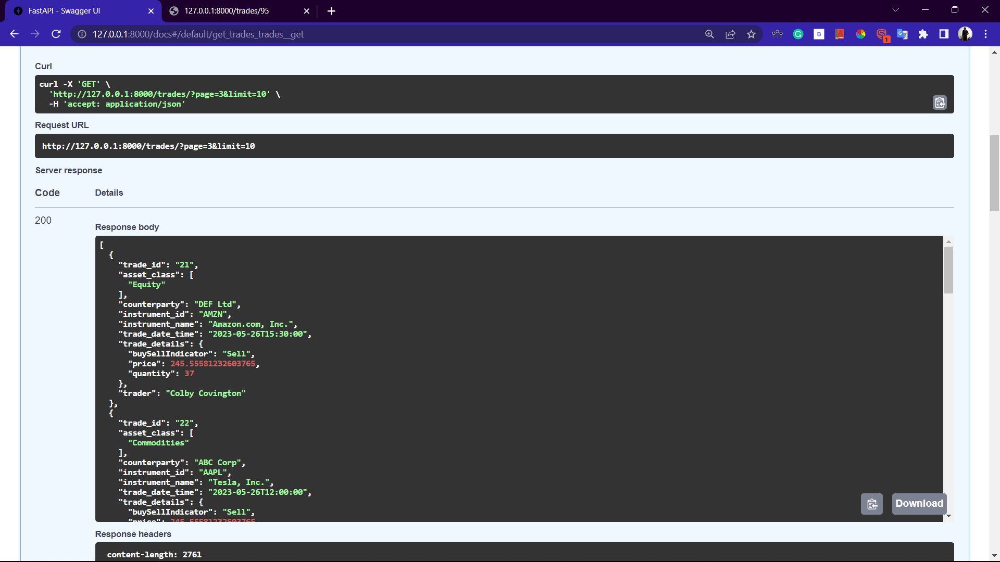 FastAPI - Swagger UI
127.0.0.1:8000/trades/95
127.0.0.1:8000/docs#/default/get_trades_trades__get
B
1
Curl
curl -X 'GET' \
'http://127.0.0.1:8000/trades/?page=3&limit=10' \
-H 'accept: application/json'
Request URL
http://127.0.0.1:8000/trades/?page=3&limit=10
Server response
Code Details
200
Response body
[
{
"trade_id": "21",
"asset_class": [
"Equity"
],
"counterparty": "DEF Ltd",
"instrument_id": "AMZN",
"instrument_name": "Amazon.com, Inc.",
"trade_date_time": "2023-05-26T15:30:00",
"trade_details": {
"buySellIndicator": "Sell",
"price": 245.55581232603765,
"quantity": 37
},
"trader": "Colby Covington"
},
{
"trade_id": "22",
"asset_class": [
"Commodities"
],
"counterparty": "ABC Corp",
"instrument_id": "AAPL",
"instrument_name": "Tesla, Inc.",
"trade_date_time": "2023-05-26T12:00:00",
"trade_details": {
"buySellIndicator": "Sell",
"price": 245.55581232603765
Download
Response headers
content-length: 2761